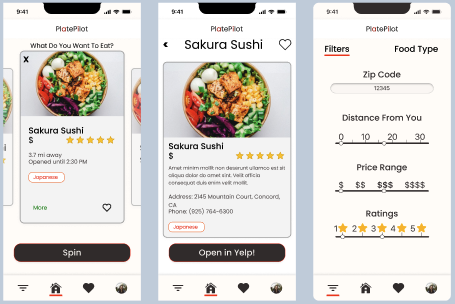 9:41
PlatePilot
What Do You Want To Eat?
X
Sakura Sushi
$
3.7 mi away
Opened until 2:30 PM
Japanese
More
Spin
9:41
PlatePilot
Sakura Sushi
Sakura Sushi
$
Amet minim mollit non deserunt ullamco est sit
aliqua dolor do amet sint. Velit officia
consequat duis enim velit mollit.
Address: 2145 Mountain Court, Concord,
CA
Phone: (925) 764-6300
Japanese
Open in Yelp!
9:41
PlatePilot
Filters Food Type
Zip Code
12345
Distance From You
0 10 20 30
Price Range
$ $$ $$$ $$$$
Ratings
1 2 3 4 5